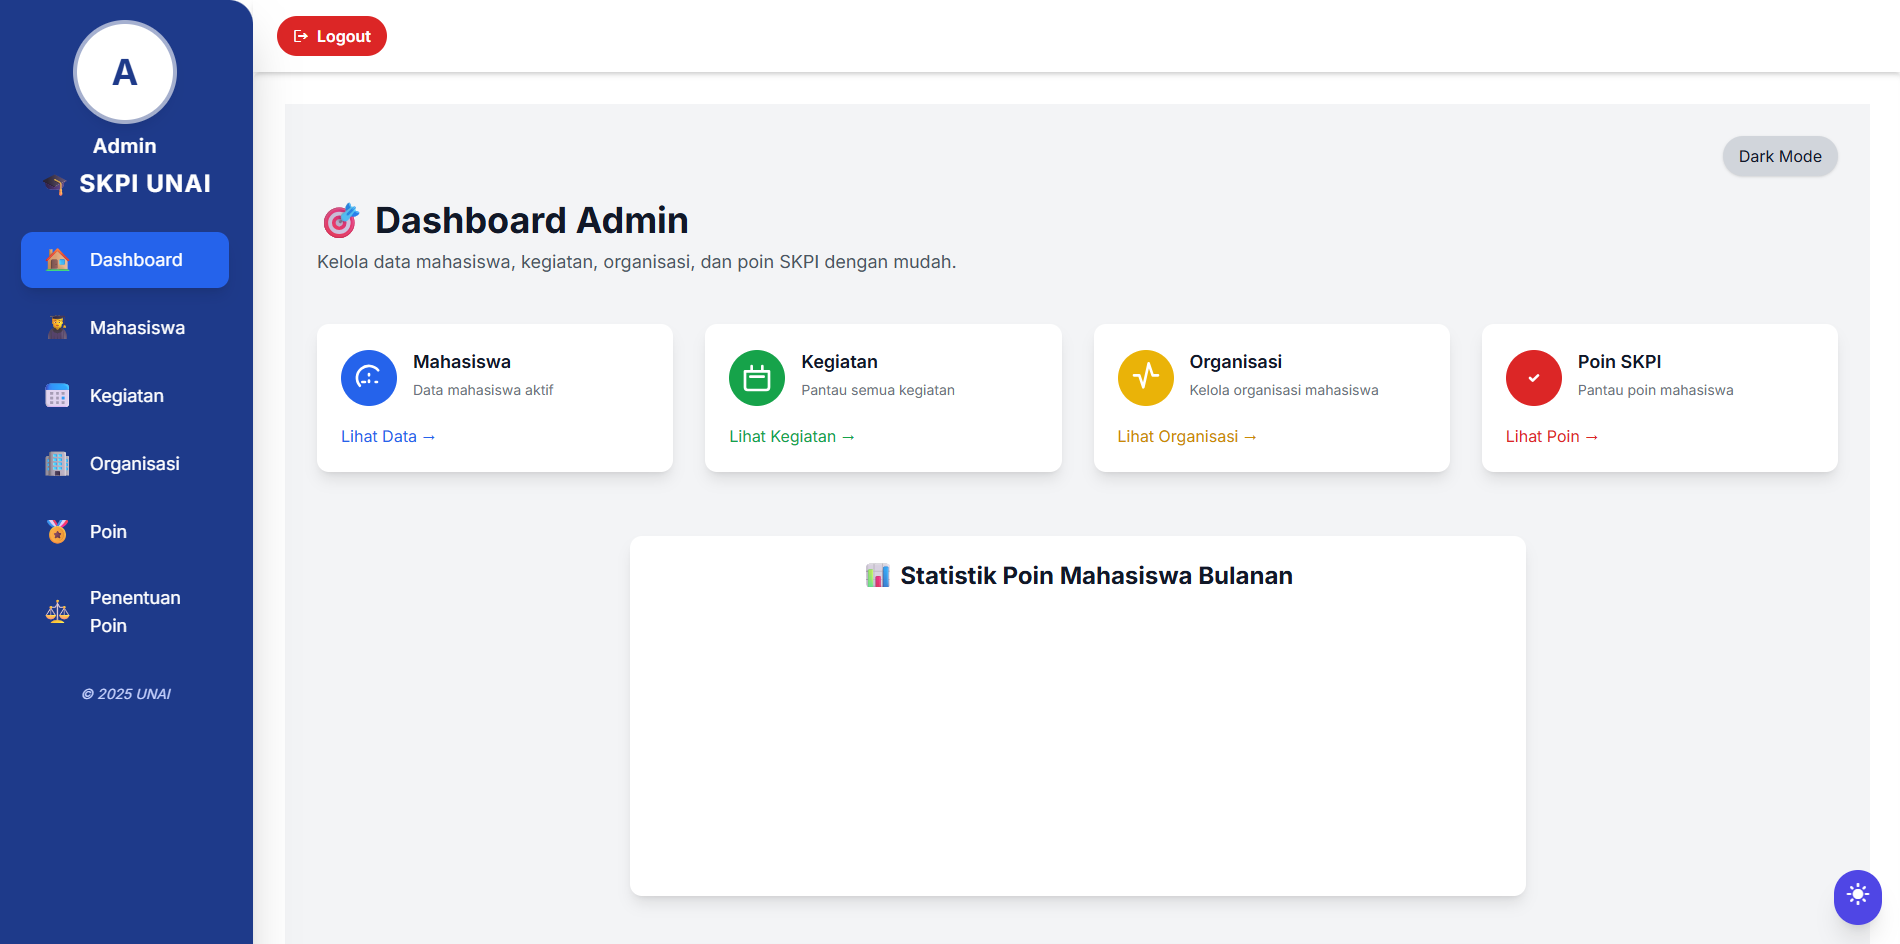 A
Admin
SKPI UNAI
Dashboard
Mahasiswa
Kegiatan
Organisasi
Poin
Penentuan
Poin
© 2025 UNAI
Logout
Dark Mode
Dashboard Admin
Kelola data mahasiswa, kegiatan, organisasi, dan poin SKPI dengan mudah.
Mahasiswa
Data mahasiswa aktif
Lihat Data →
Kegiatan
Pantau semua kegiatan
Lihat Kegiatan →
Organisasi
Kelola organisasi mahasiswa
Lihat Organisasi →
Poin SKPI
Pantau poin mahasiswa
Lihat Poin →
Statistik Poin Mahasiswa Bulanan